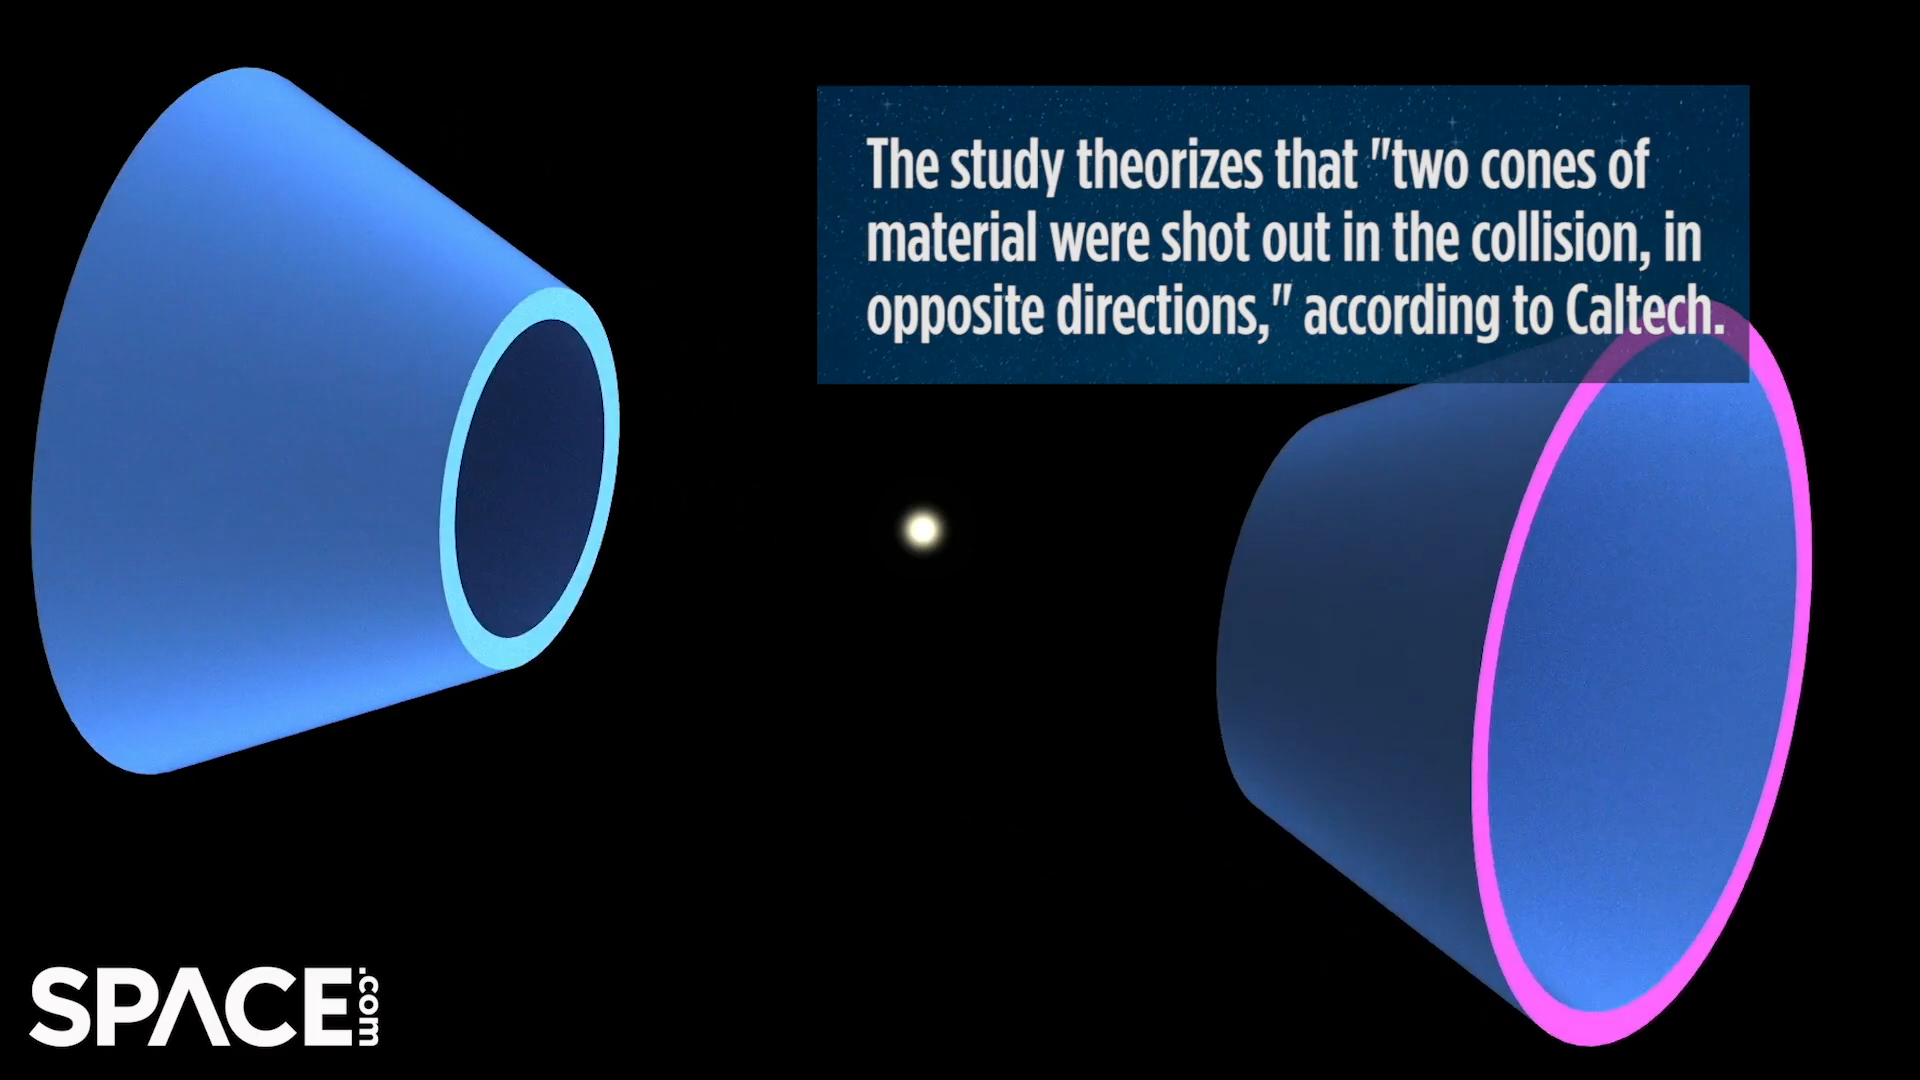 The study theorizes that "two cones of
material were shot out in the collision, in
opposite directions," according to Caltech.
SPACE.com